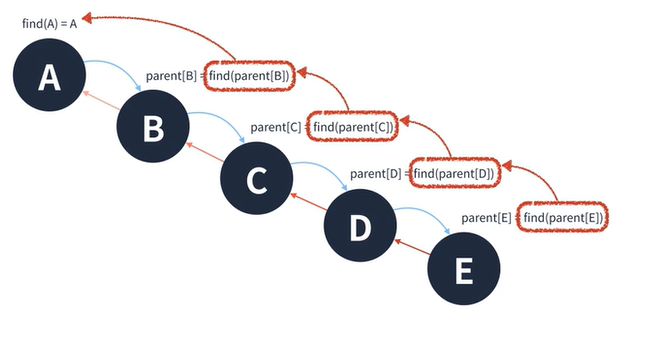 find(A) = A
A
parent[B] = find(parent[B])
B
parent[C] = find(parent[C])
C
parent[D] = find(parent[D])
D
parent[E] = find(parent[E])
E